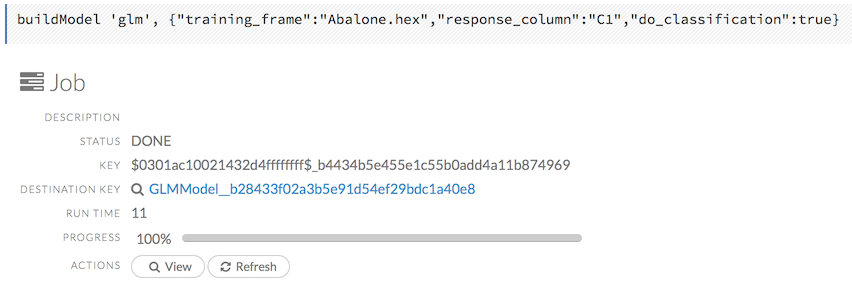 buildModel 'glm', {"training_frame":"Abalone.hex","response_column":"C1","do_classification":true}
Job
DESCRIPTION
STATUS DONE
KEY $0301ac10021432d4ffffffff$_b4434b5e455e1c55b0add4a11b874969
DESTINATION KEY GLMModel__b28433f02a3b5e91d54ef29bdc1a40e8
RUN TIME 11
PROGRESS 100%
ACTIONS View Refresh